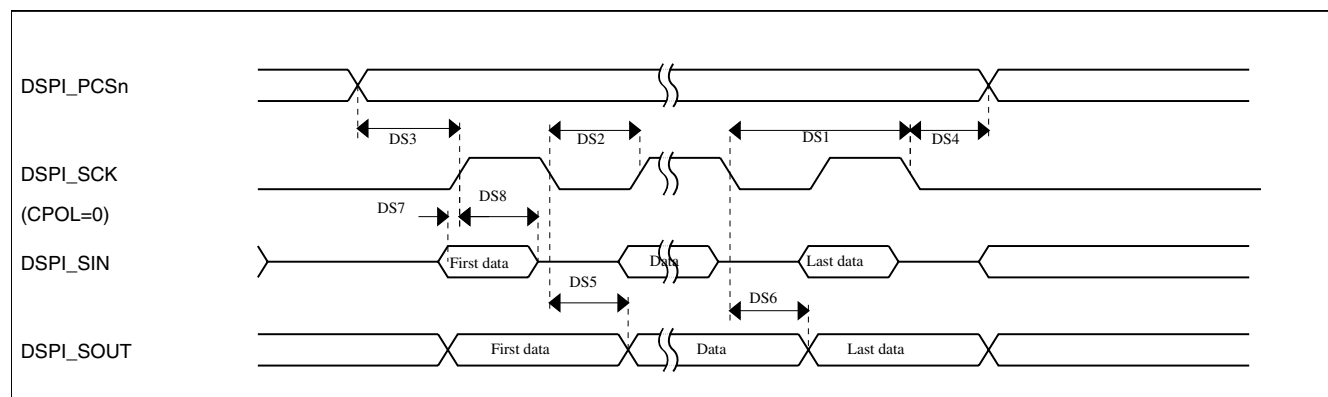 DSPI_PCSn
DS3
DS2
DS1
DS4
DSPI_SCK
(CPOL=0)
DS7
DS8
DSPI_SIN
First data
Data
Last data
DS5
DS6
DSPI_SOUT
First data
Data
Last data